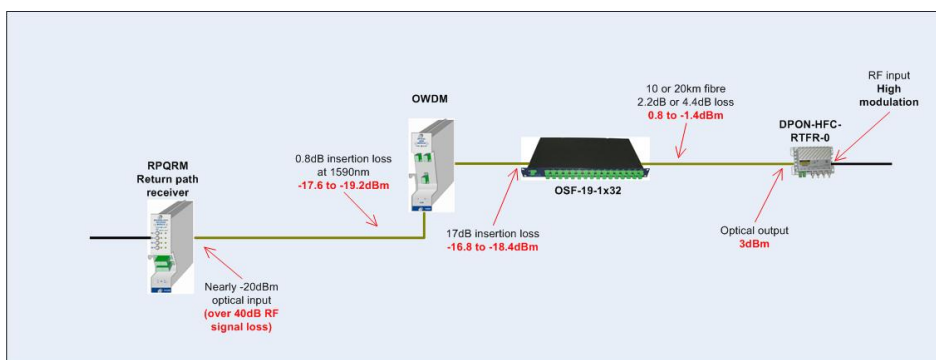 RF input
High
modulation
10 or 20km fibre
2.2dB or 4.4dB loss
0.8 to -1.4dBm
OWDM
DPON-HFC-
RTFR-0
RPQRM
Return path
receiver
0.8dB insertion loss
at 1590nm
-17.6 to -19.2dBm
OSF-19-1x32
17dB insertion loss
-16.8 to -18.4dBm
Optical output
3dBm
Nearly -20dBm
optical input
(over 40dB RF
signal loss)